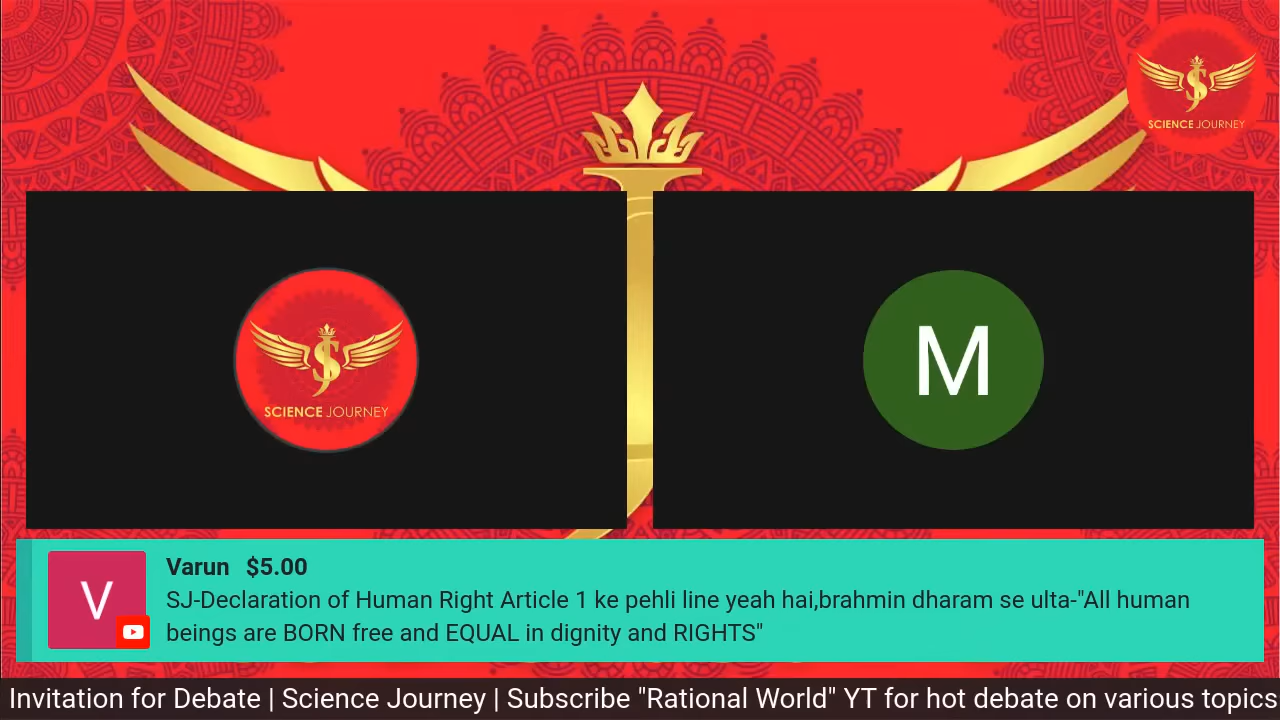 SCIENCE JOURNEY
SCIENCE JOURNEY
M
V
Varun $5.00
SJ-Declaration of Human Right Article 1 ke pehli line yeah hai,brahmin dharam se ulta-"All human
beings are BORN free and EQUAL in dignity and RIGHTS"
Invitation for Debate | Science Journey | Subscribe "Rational World" YT for hot debate on various topics